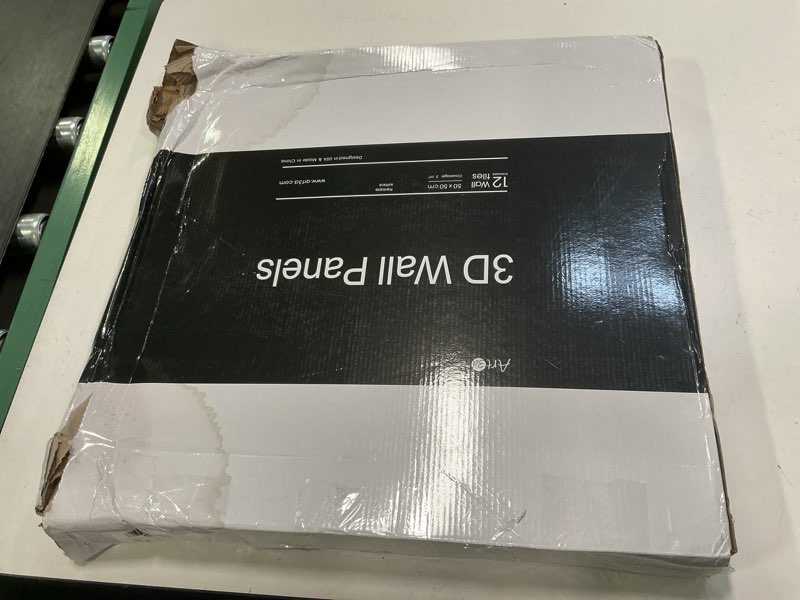 Art3d
3D Wall Panels
12 Wall tiles
50 x 50 cm
Coverage: 3 m²
www.art3d.com
Designed in USA & Made in China